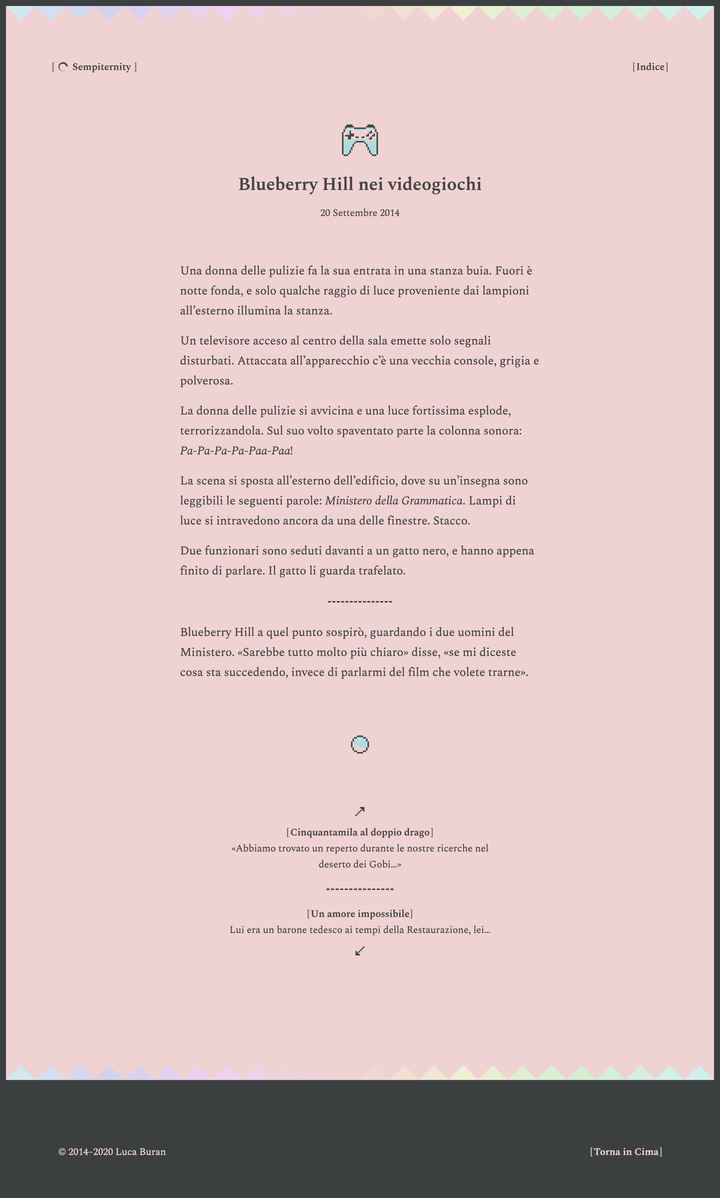 [ Sempiternity ]
[Indice]
Blueberry Hill nei videogiochi
20 Settembre 2014
Una donna delle pulizie fa la sua entrata in una stanza buia. Fuori è
notte fonda, e solo qualche raggio di luce proveniente dai lampioni
all’esterno illumina la stanza.
Un televisore acceso al centro della sala emette solo segnali
disturbati. Attaccata all’apparecchio c’è una vecchia console, grigia e
polverosa.
La donna delle pulizie si avvicina e una luce fortissima esplode,
terrorizzandola. Sul suo volto spaventato parte la colonna sonora:
Pa-Pa-Pa-Pa-Paa-Paa!
La scena si sposta all’esterno dell’edificio, dove su un’insegna sono
leggibili le seguenti parole: Ministero della Grammatica. Lampi di
luce si intravedono ancora da una delle finestre. Stacco.
Due funzionari sono seduti davanti a un gatto nero, e hanno appena
finito di parlare. Il gatto li guarda trafelato.
---------------
Blueberry Hill a quel punto sospirò, guardando i due uomini del
Ministero. «Sarebbe tutto molto più chiaro» disse, «se mi diceste
cosa sta succedendo, invece di parlarmi del film che volete trarne».
↗
[Cinquantamila al doppio drago]
«Abbiamo trovato un reperto durante le nostre ricerche nel
deserto dei Gobi…»
---------------
[Un amore impossibile]
Lui era un barone tedesco ai tempi della Restaurazione, lei…
↙
© 2014–2020 Luca Buran
[Torna in Cima]